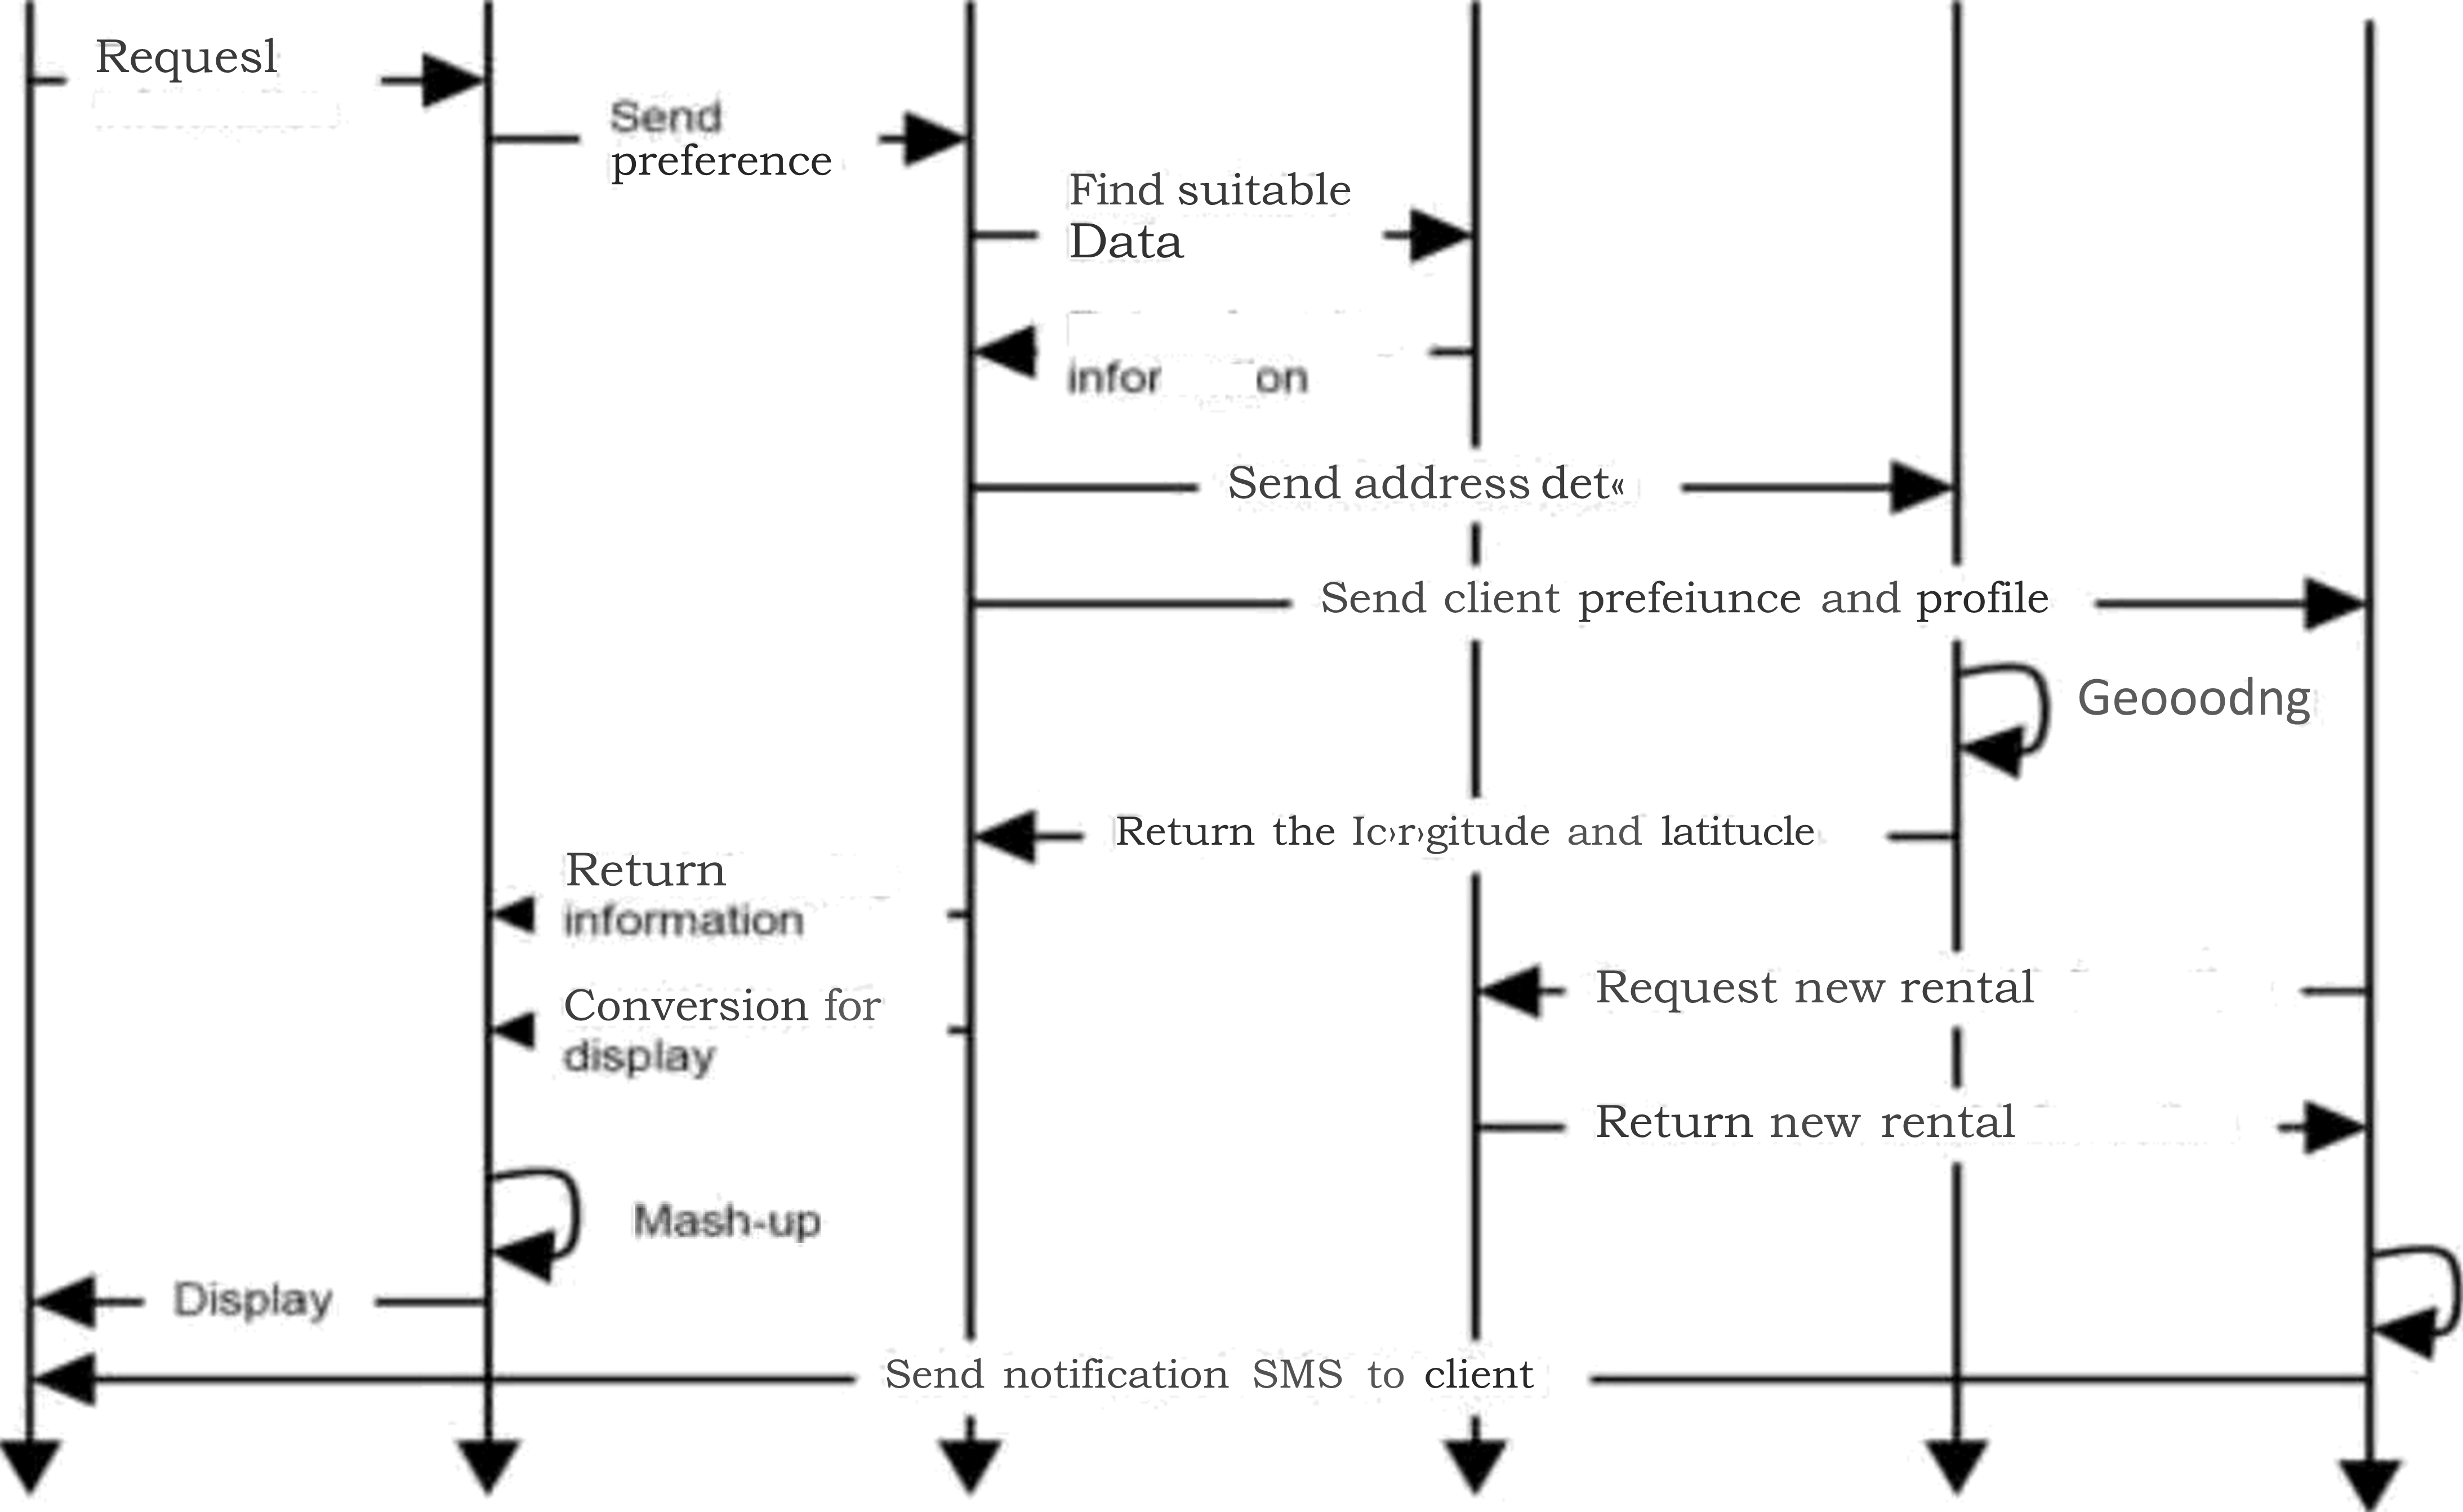 Requesl
Send
preference
Find suitable
Data
infor on
Send address det«
Send client prefeiunce and profile
Geooodng
Return the Ic›r›gitude and latitucle
Return
information
Request new rental
Conversion for
display
Return new rental
Mash-up
Display
Send notification SMS to client